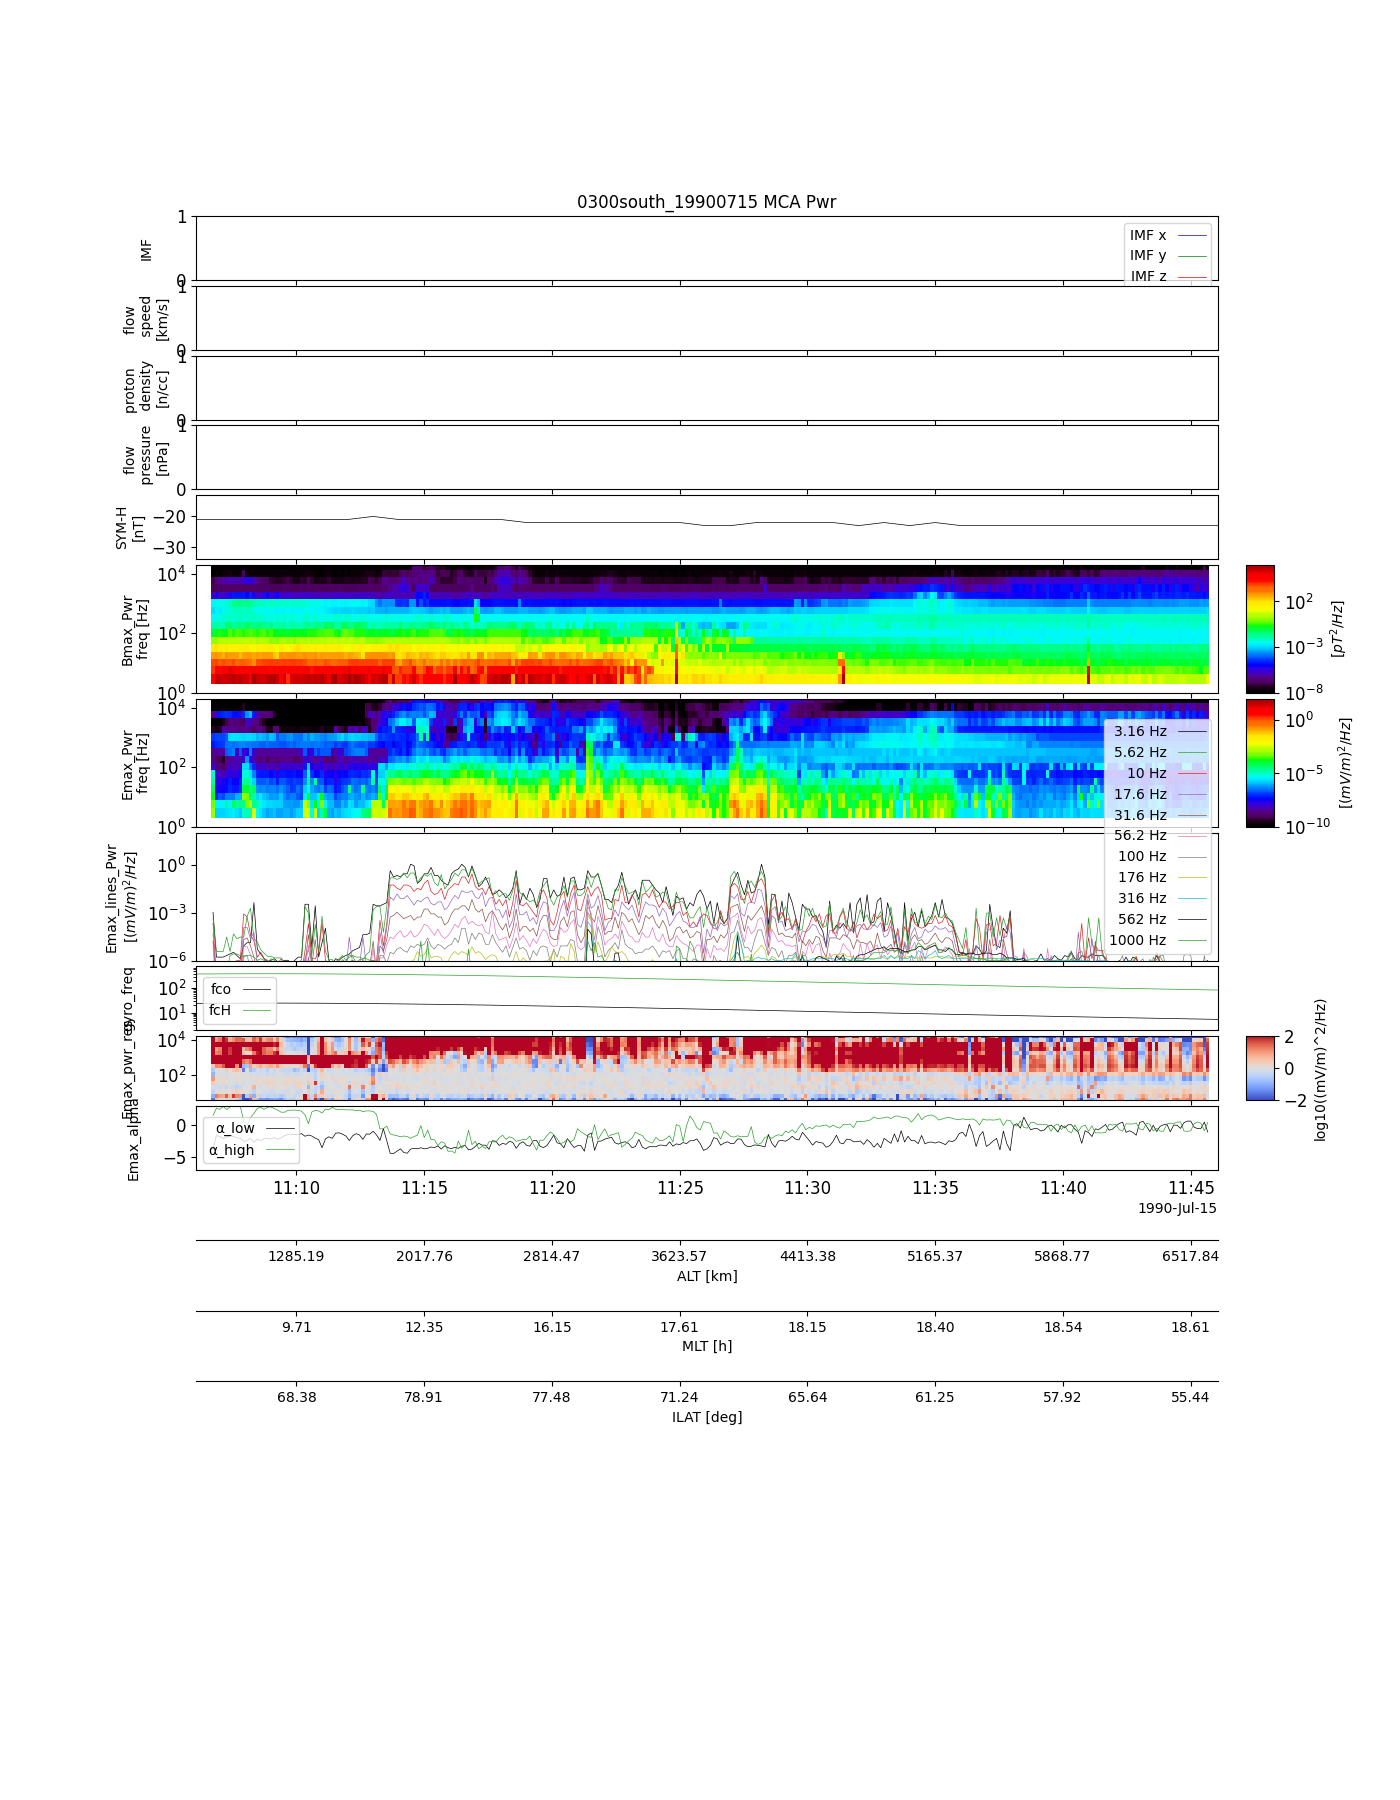 0300south_19900715 MCA Pwr
1
0
IMF
IMF x
IMF y
IMF z
1
0
flow
speed
[km/s]
1
0
proton
density
[n/cc]
1
0
flow
pressure
[nPa]
−20
−30
SYM-H
[nT]
10^4
10^2
10^0
Bmax_Pwr
freq [Hz]
10^2
10^−3
10^−8
[pT^2/Hz]
10^4
10^2
10^0
Emax_Pwr
freq [Hz]
10^0
10^−5
10^−10
[(mV/m)^2/Hz]
3.16 Hz
5.62 Hz
10 Hz
17.6 Hz
31.6 Hz
56.2 Hz
100 Hz
176 Hz
316 Hz
562 Hz
1000 Hz
10^0
10^−3
10^−6
Emax_lines_Pwr
[(mV/m)^2/Hz]
10^2
10^1
gyro_freq
fco
fcH
10^4
10^2
Emax_pwr_reg
2
0
−2
log10((mV/m)^2/Hz)
0
−5
Emax_alpha
α_low
α_high
11:10 11:15 11:20 11:25 11:30 11:35 11:40 11:45
1990-Jul-15
1285.19 2017.76 2814.47 3623.57 4413.38 5165.37 5868.77 6517.84
ALT [km]
9.71 12.35 16.15 17.61 18.15 18.40 18.54 18.61
MLT [h]
68.38 78.91 77.48 71.24 65.64 61.25 57.92 55.44
ILAT [deg]